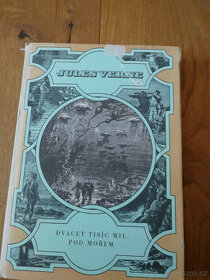 JULES VERNE
DVACET TISÍC MIL
POD MOŘEM